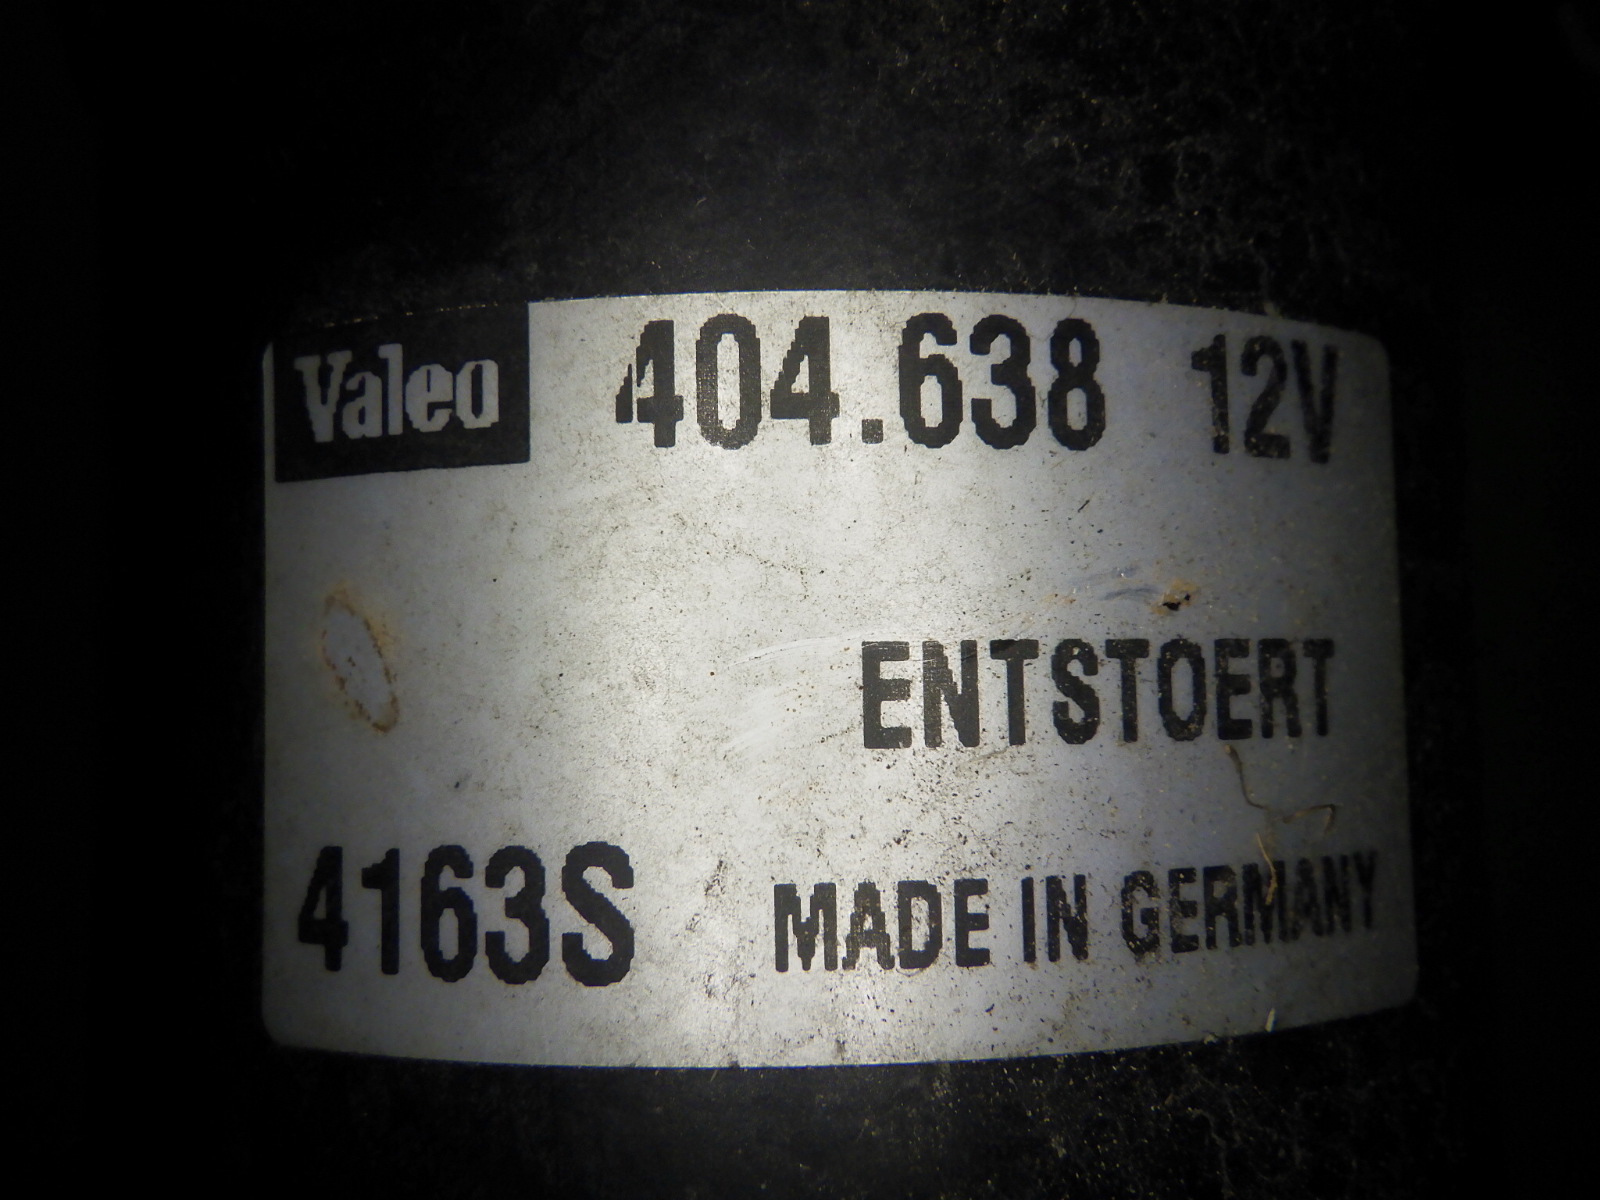 Valeo 404.638 12V
ENTSTOERT
4163S MADE IN GERMANY